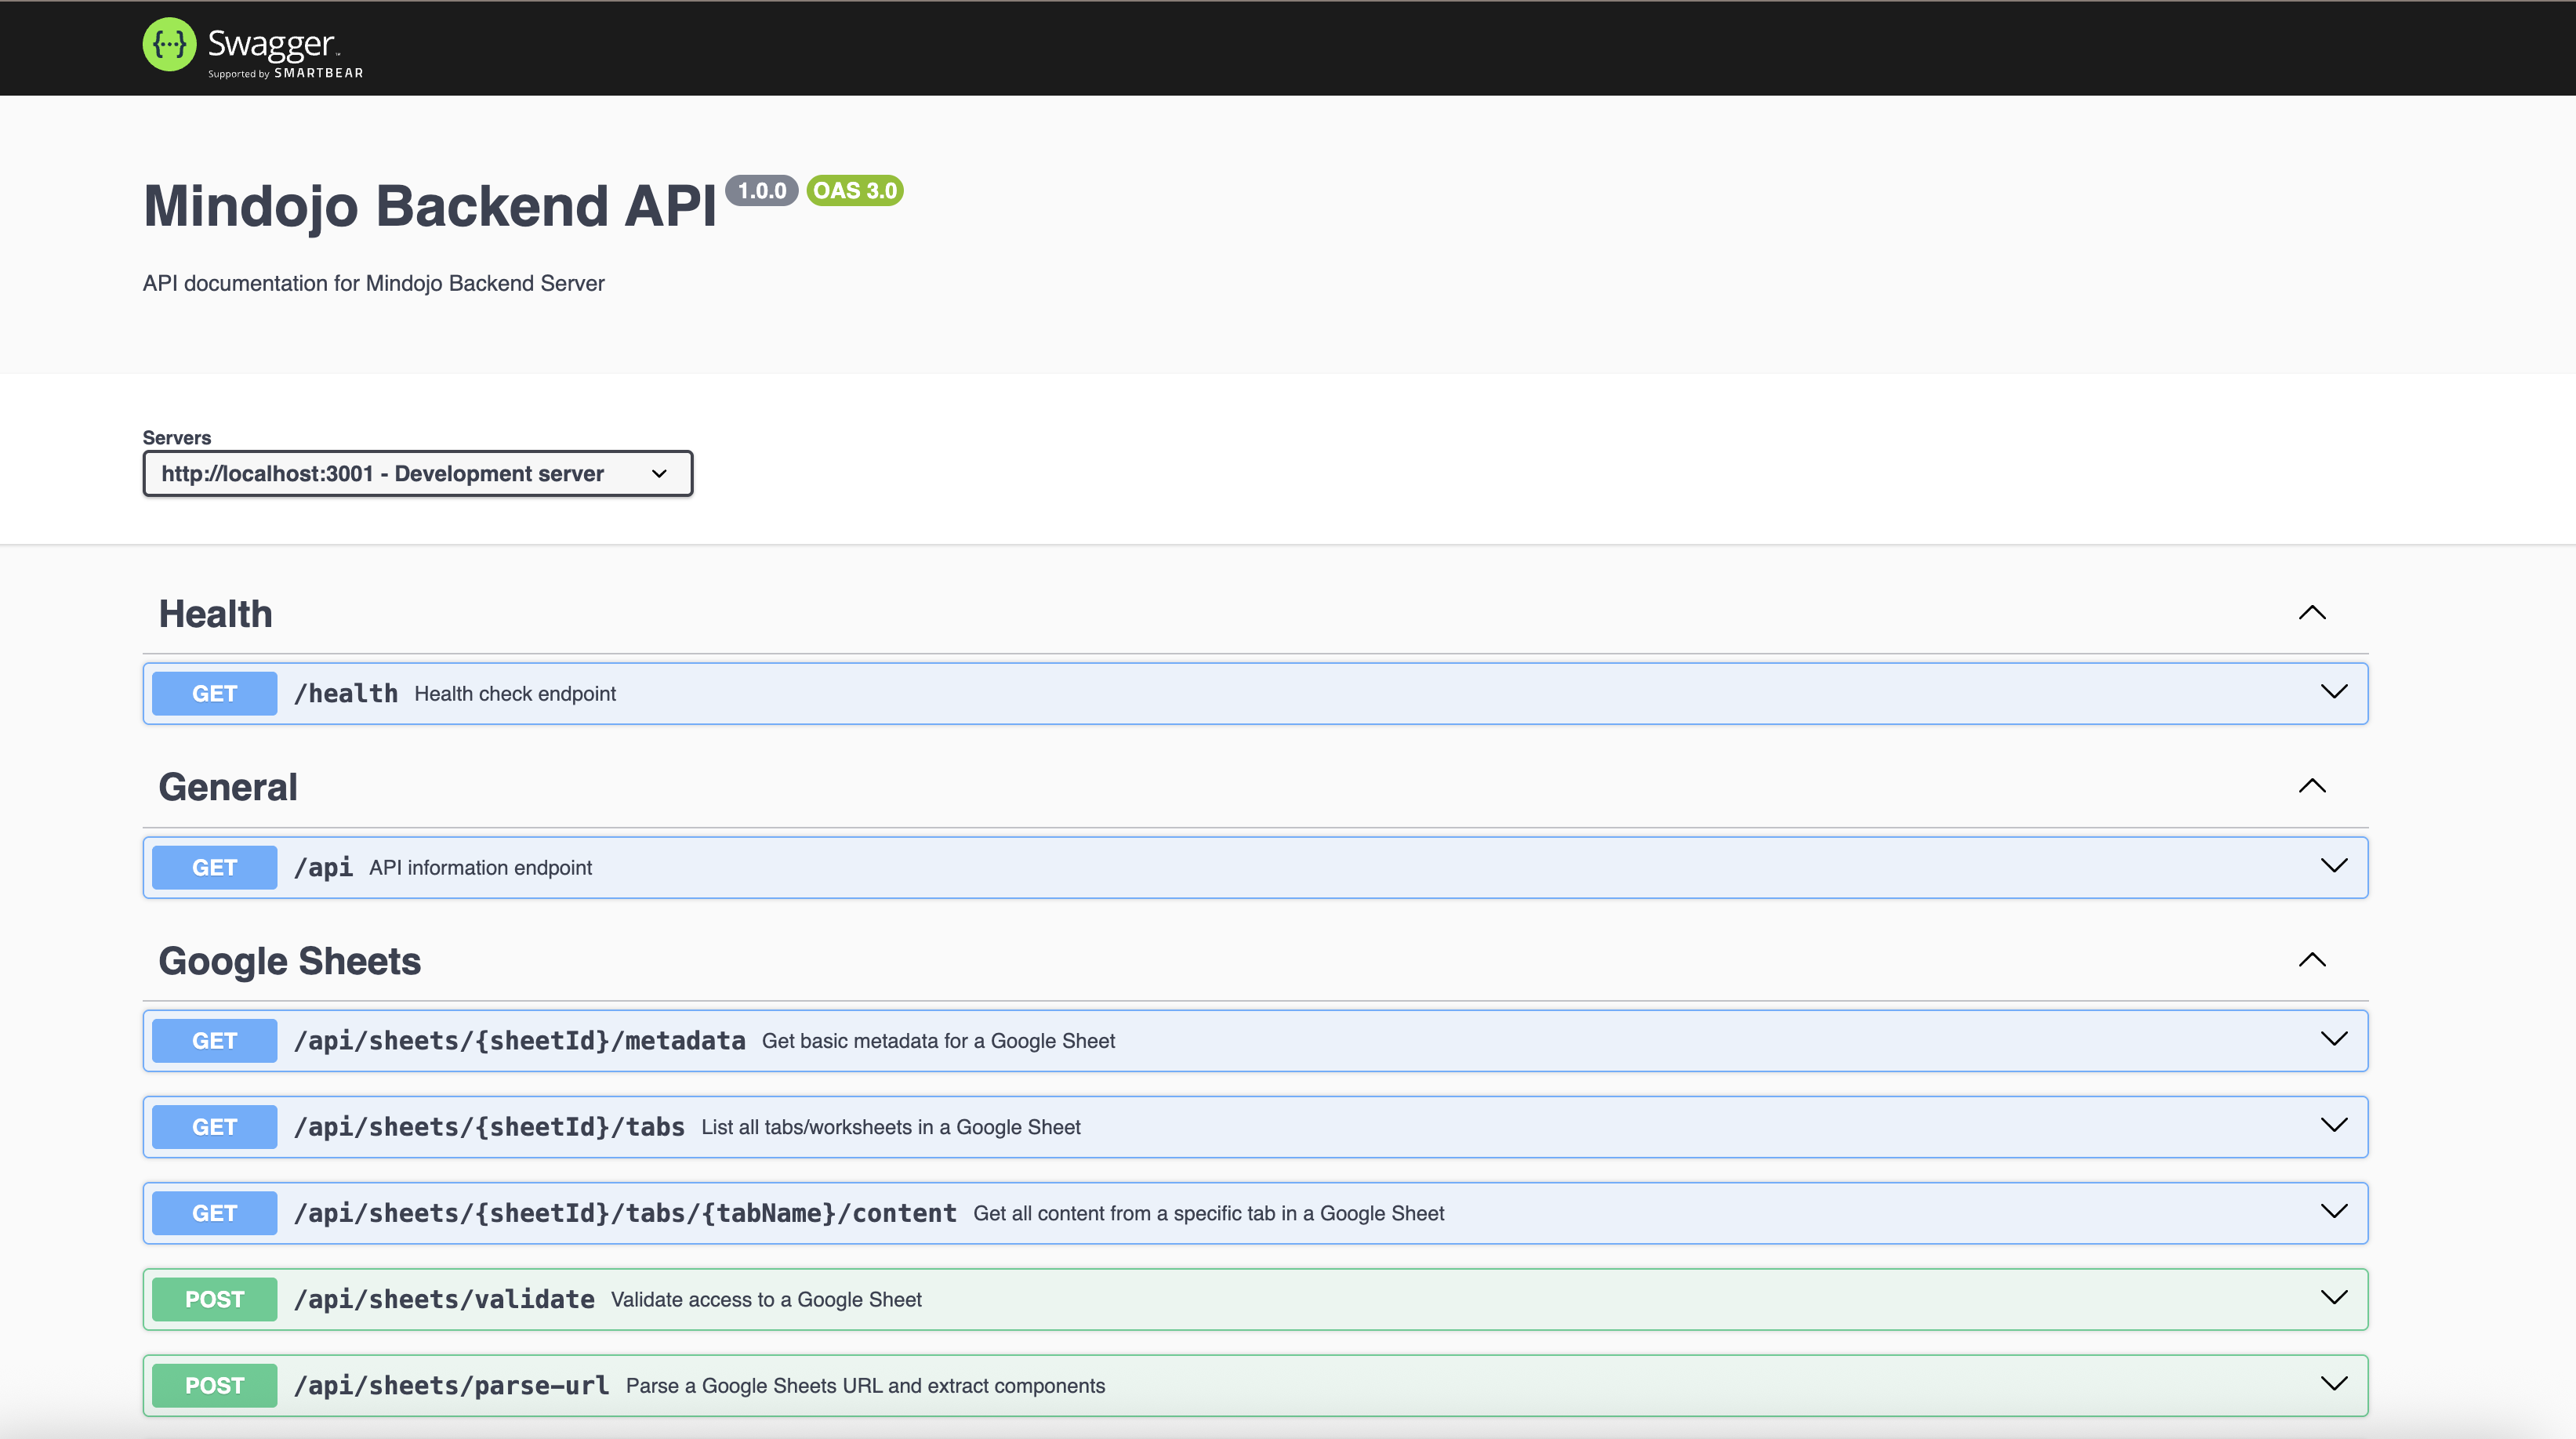 {···} Swagger™
Supported by SMARTBEAR
Mindojo Backend API 1.0.0 OAS 3.0
API documentation for Mindojo Backend Server
Servers
http://localhost:3001 - Development server
Health
GET /health Health check endpoint
General
GET /api API information endpoint
Google Sheets
GET /api/sheets/{sheetId}/metadata Get basic metadata for a Google Sheet
GET /api/sheets/{sheetId}/tabs List all tabs/worksheets in a Google Sheet
GET /api/sheets/{sheetId}/tabs/{tabName}/content Get all content from a specific tab in a Google Sheet
POST /api/sheets/validate Validate access to a Google Sheet
POST /api/sheets/parse-url Parse a Google Sheets URL and extract components